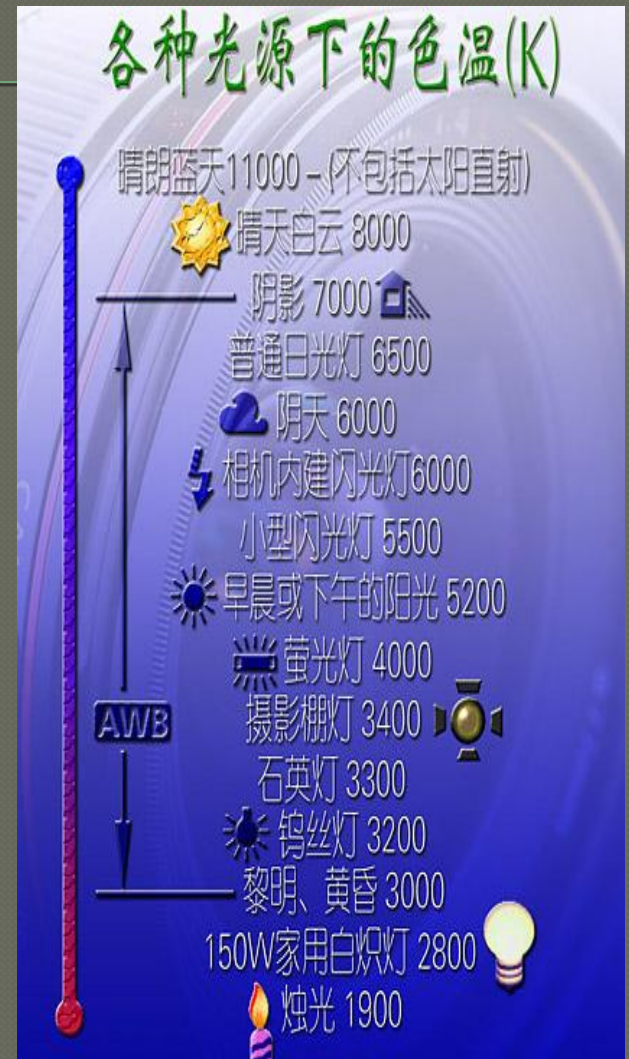 各种光源下的色温(K)
晴朗蓝天11000－(不包括太阳直射)
晴天白云 8000
阴影 7000
普通日光灯 6500
阴天 6000
相机内建闪光灯6000
小型闪光灯 5500
早晨或下午的阳光 5200
萤光灯 4000
AWB
摄影棚灯 3400
石英灯 3300
钨丝灯 3200
黎明、黄昏 3000
150W家用白炽灯 2800
烛光 1900